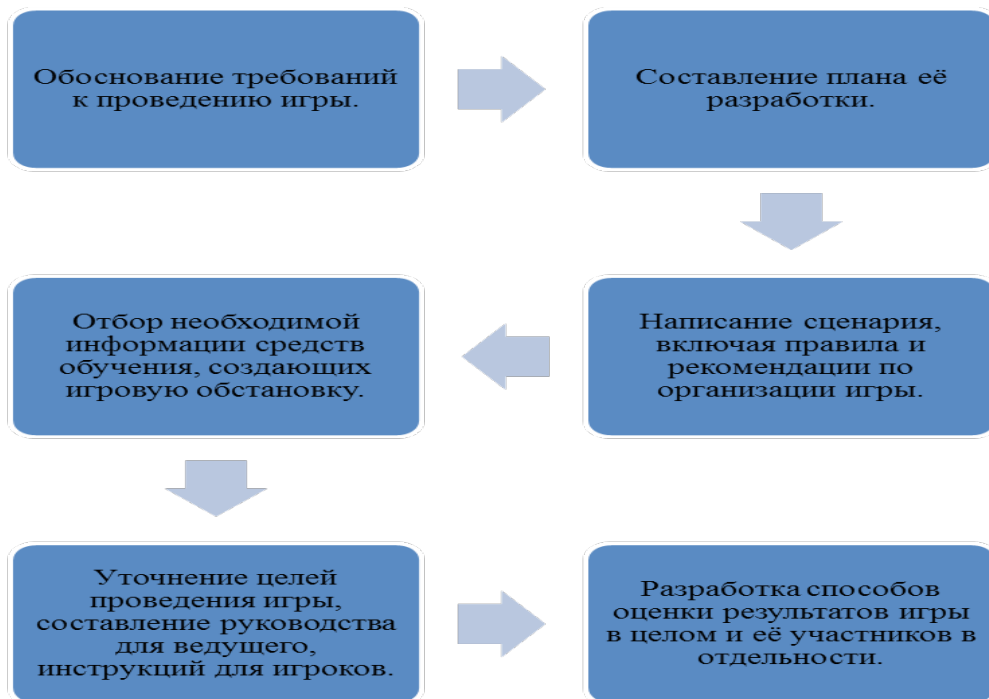 Обоснование требований
к проведению игры.
Составление плана её
разработки.
Написание сценария,
включая правила и
рекомендации по
организации игры.
Отбор необходимой
информации средств
обучения, создающих
игровую обстановку.
Уточнение целей
проведения игры,
составление руководства
для ведущего,
инструкций для игроков.
Разработка способов
оценки результатов игры
в целом и её участников в
отдельности.